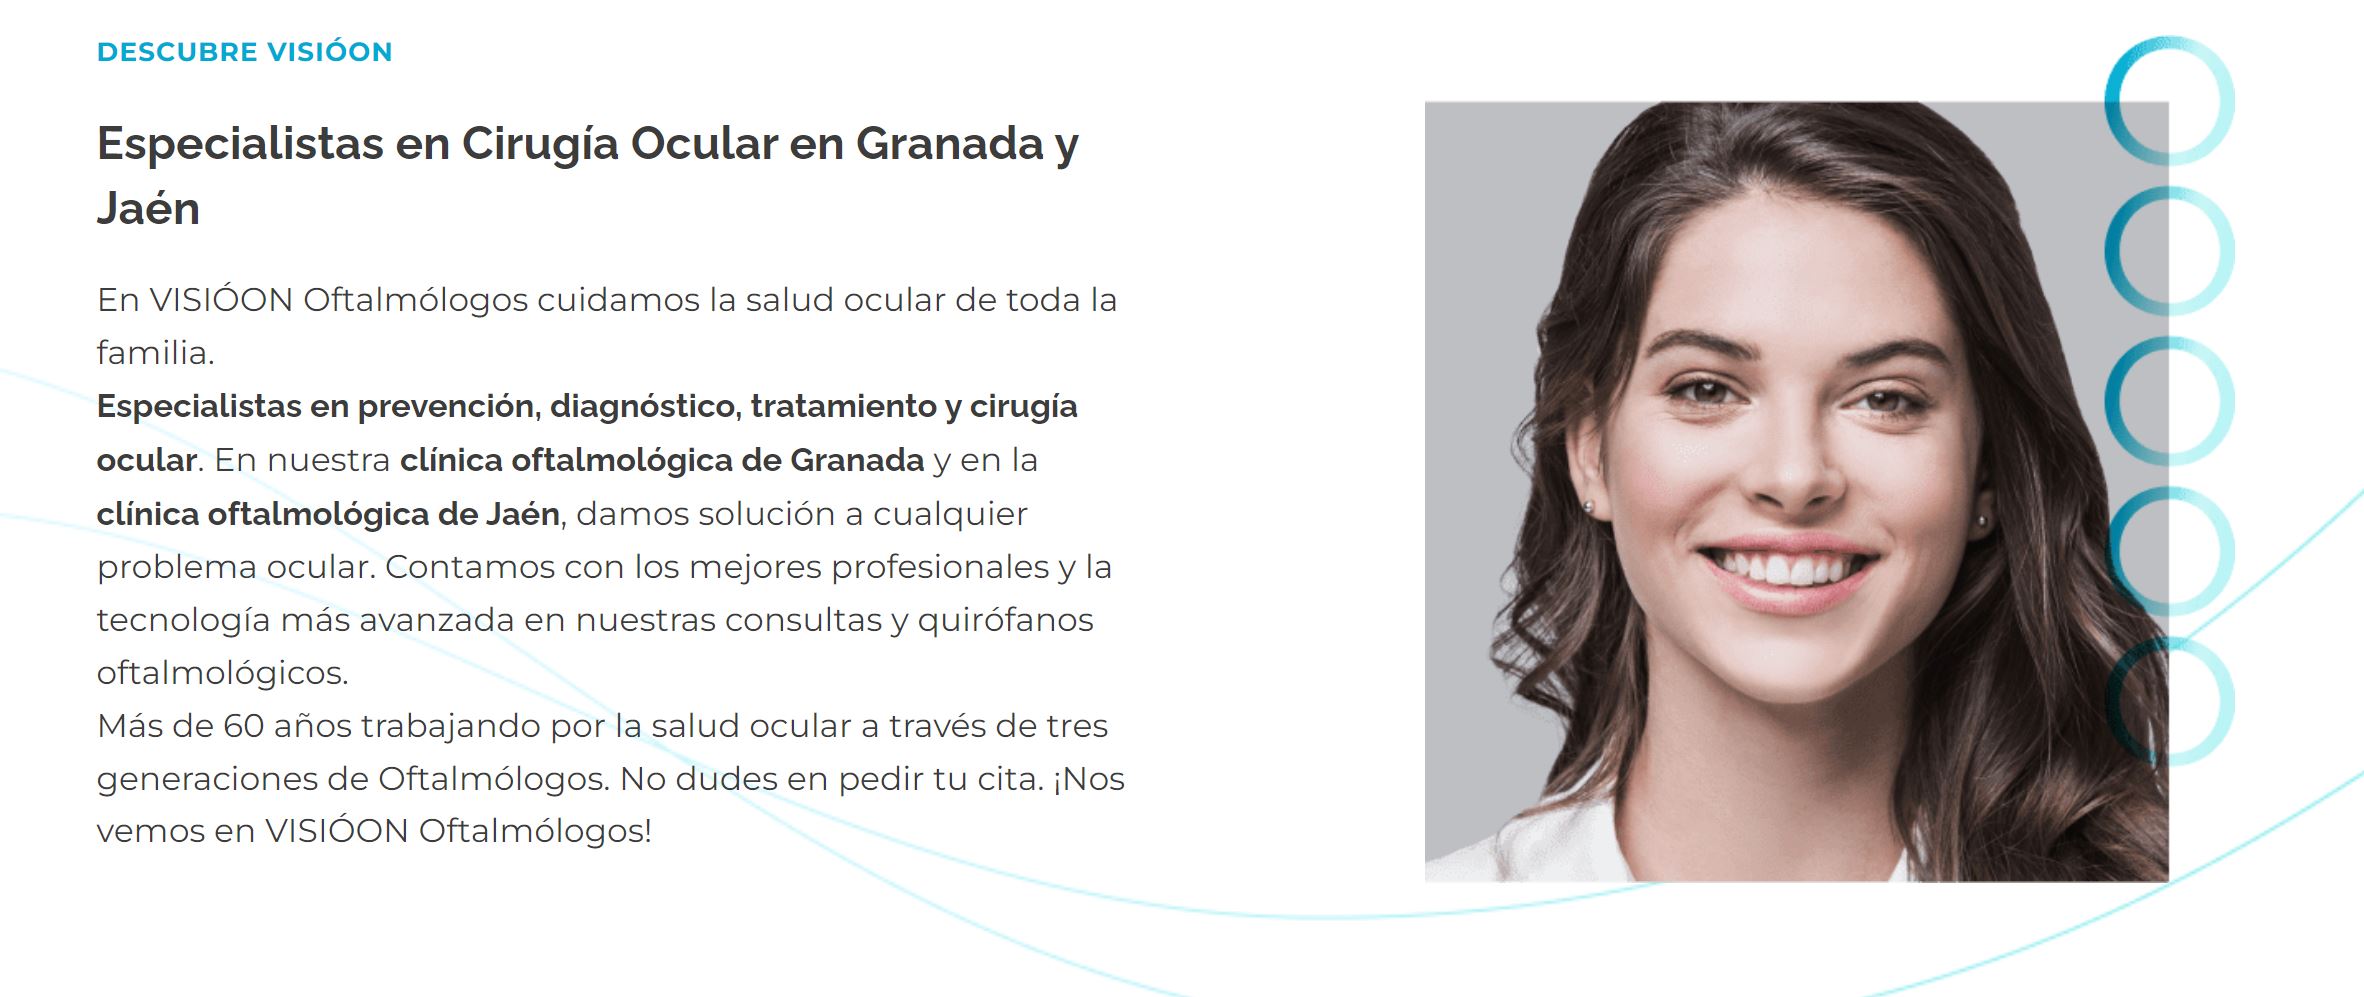 DESCUBRE VISIÓON
Especialistas en Cirugía Ocular en Granada y
Jaén
En VISIÓON Oftalmólogos cuidamos la salud ocular de toda la
familia.
Especialistas en prevención, diagnóstico, tratamiento y cirugía
ocular. En nuestra clínica oftalmológica de Granada y en la
clínica oftalmológica de Jaén, damos solución a cualquier
problema ocular. Contamos con los mejores profesionales y la
tecnología más avanzada en nuestras consultas y quirófanos
oftalmológicos.
Más de 60 años trabajando por la salud ocular a través de tres
generaciones de Oftalmólogos. No dudes en pedir tu cita. ¡Nos
vemos en VISIÓON Oftalmólogos!